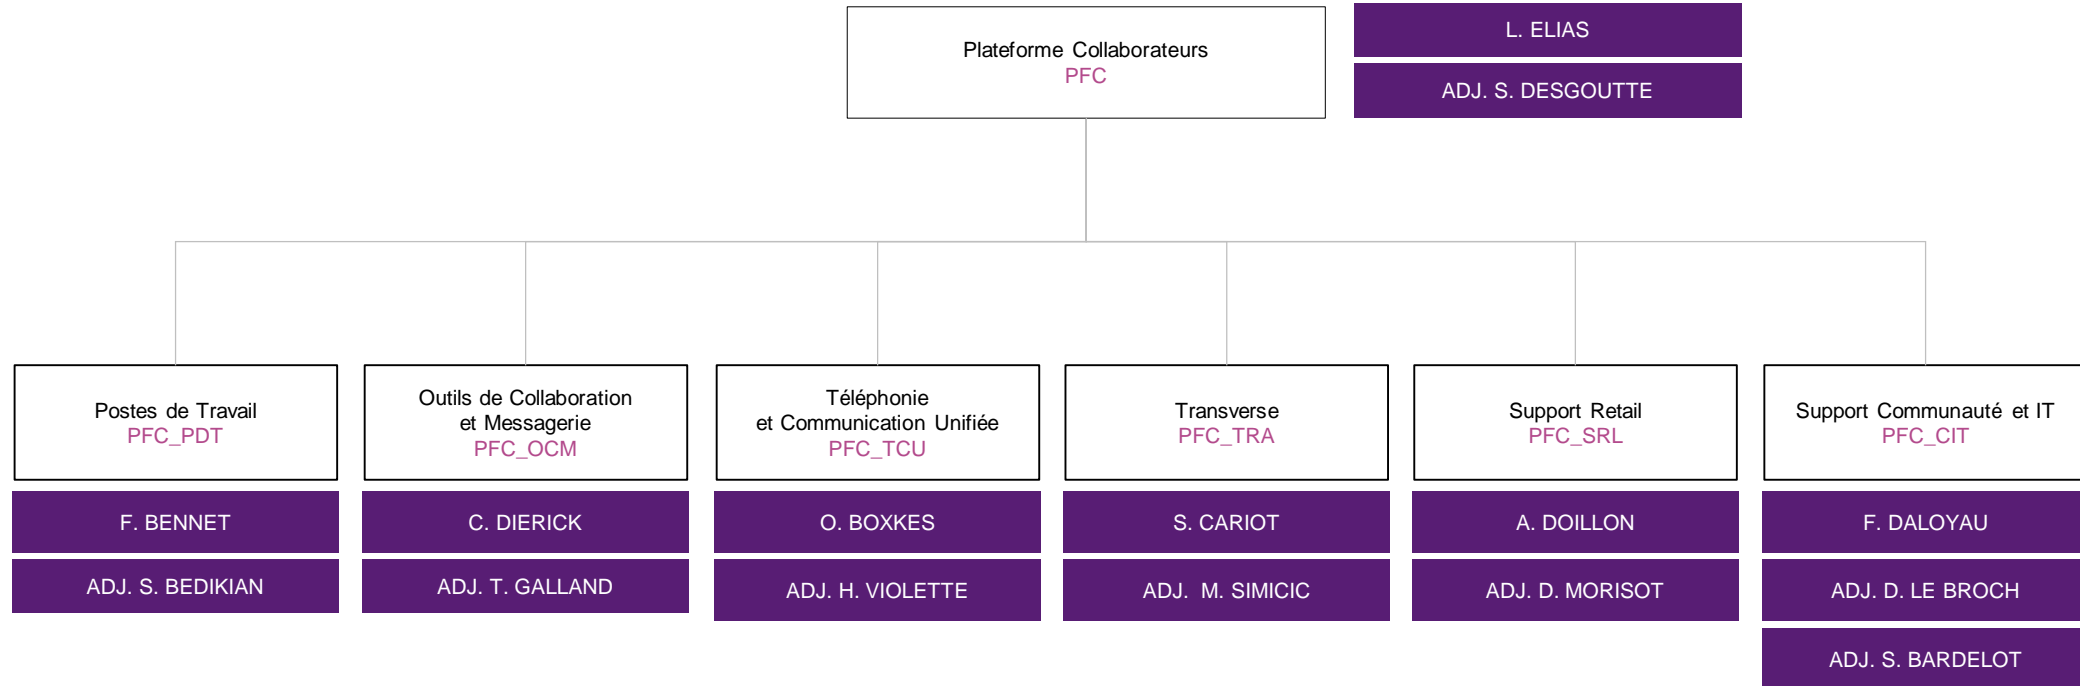 Plateforme Collaborateurs
PFC
L. ELIAS
ADJ. S. DESGOUTTE
Postes de Travail
PFC_PDT
F. BENNET
ADJ. S. BEDIKIAN
Outils de Collaboration
et Messagerie
PFC_OCM
C. DIERICK
ADJ. T. GALLAND
Téléphonie
et Communication Unifiée
PFC_TCU
O. BOXKES
ADJ. H. VIOLETTE
Transverse
PFC_TRA
S. CARIOT
ADJ. M. SIMICIC
Support Retail
PFC_SRL
A. DOILLON
ADJ. D. MORISOT
Support Communauté et IT
PFC_CIT
F. DALOYAU
ADJ. D. LE BROCH
ADJ. S. BARDELOT